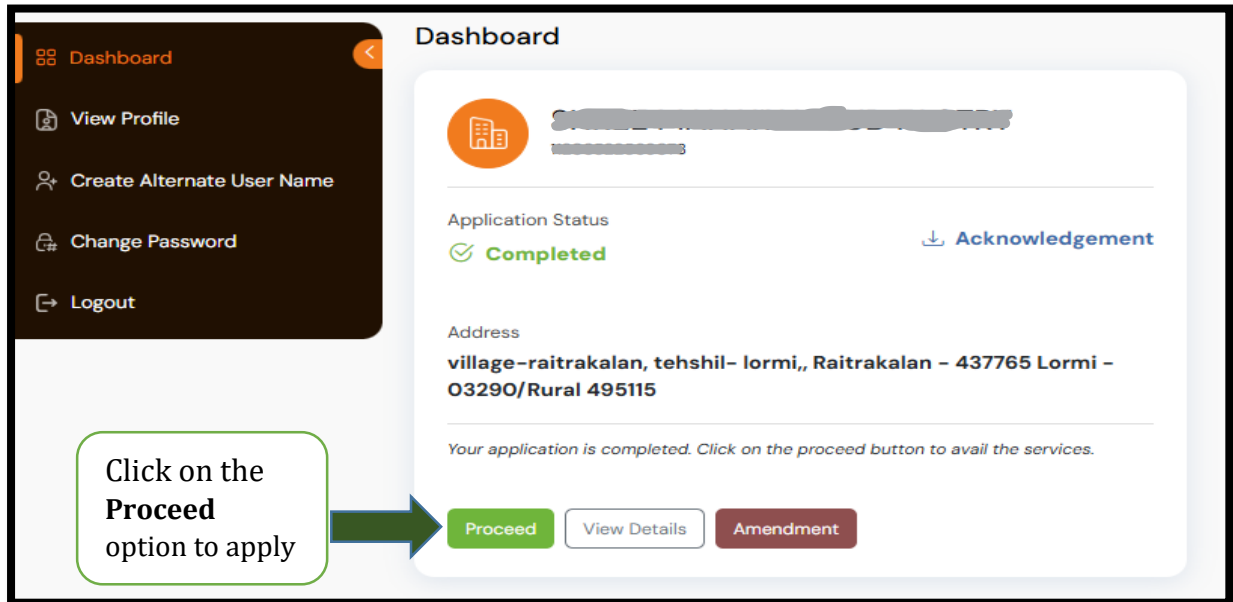 Dashboard
View Profile
Create Alternate User Name
Change Password
Logout
Dashboard
Application Status
Completed
Acknowledgement
Address
village-raitrakalan, tehshil- lormi,, Raitrakalan - 437765 Lormi -
03290/Rural 495115
Your application is completed. Click on the proceed button to avail the services.
Click on the
Proceed
option to apply
Proceed
View Details
Amendment